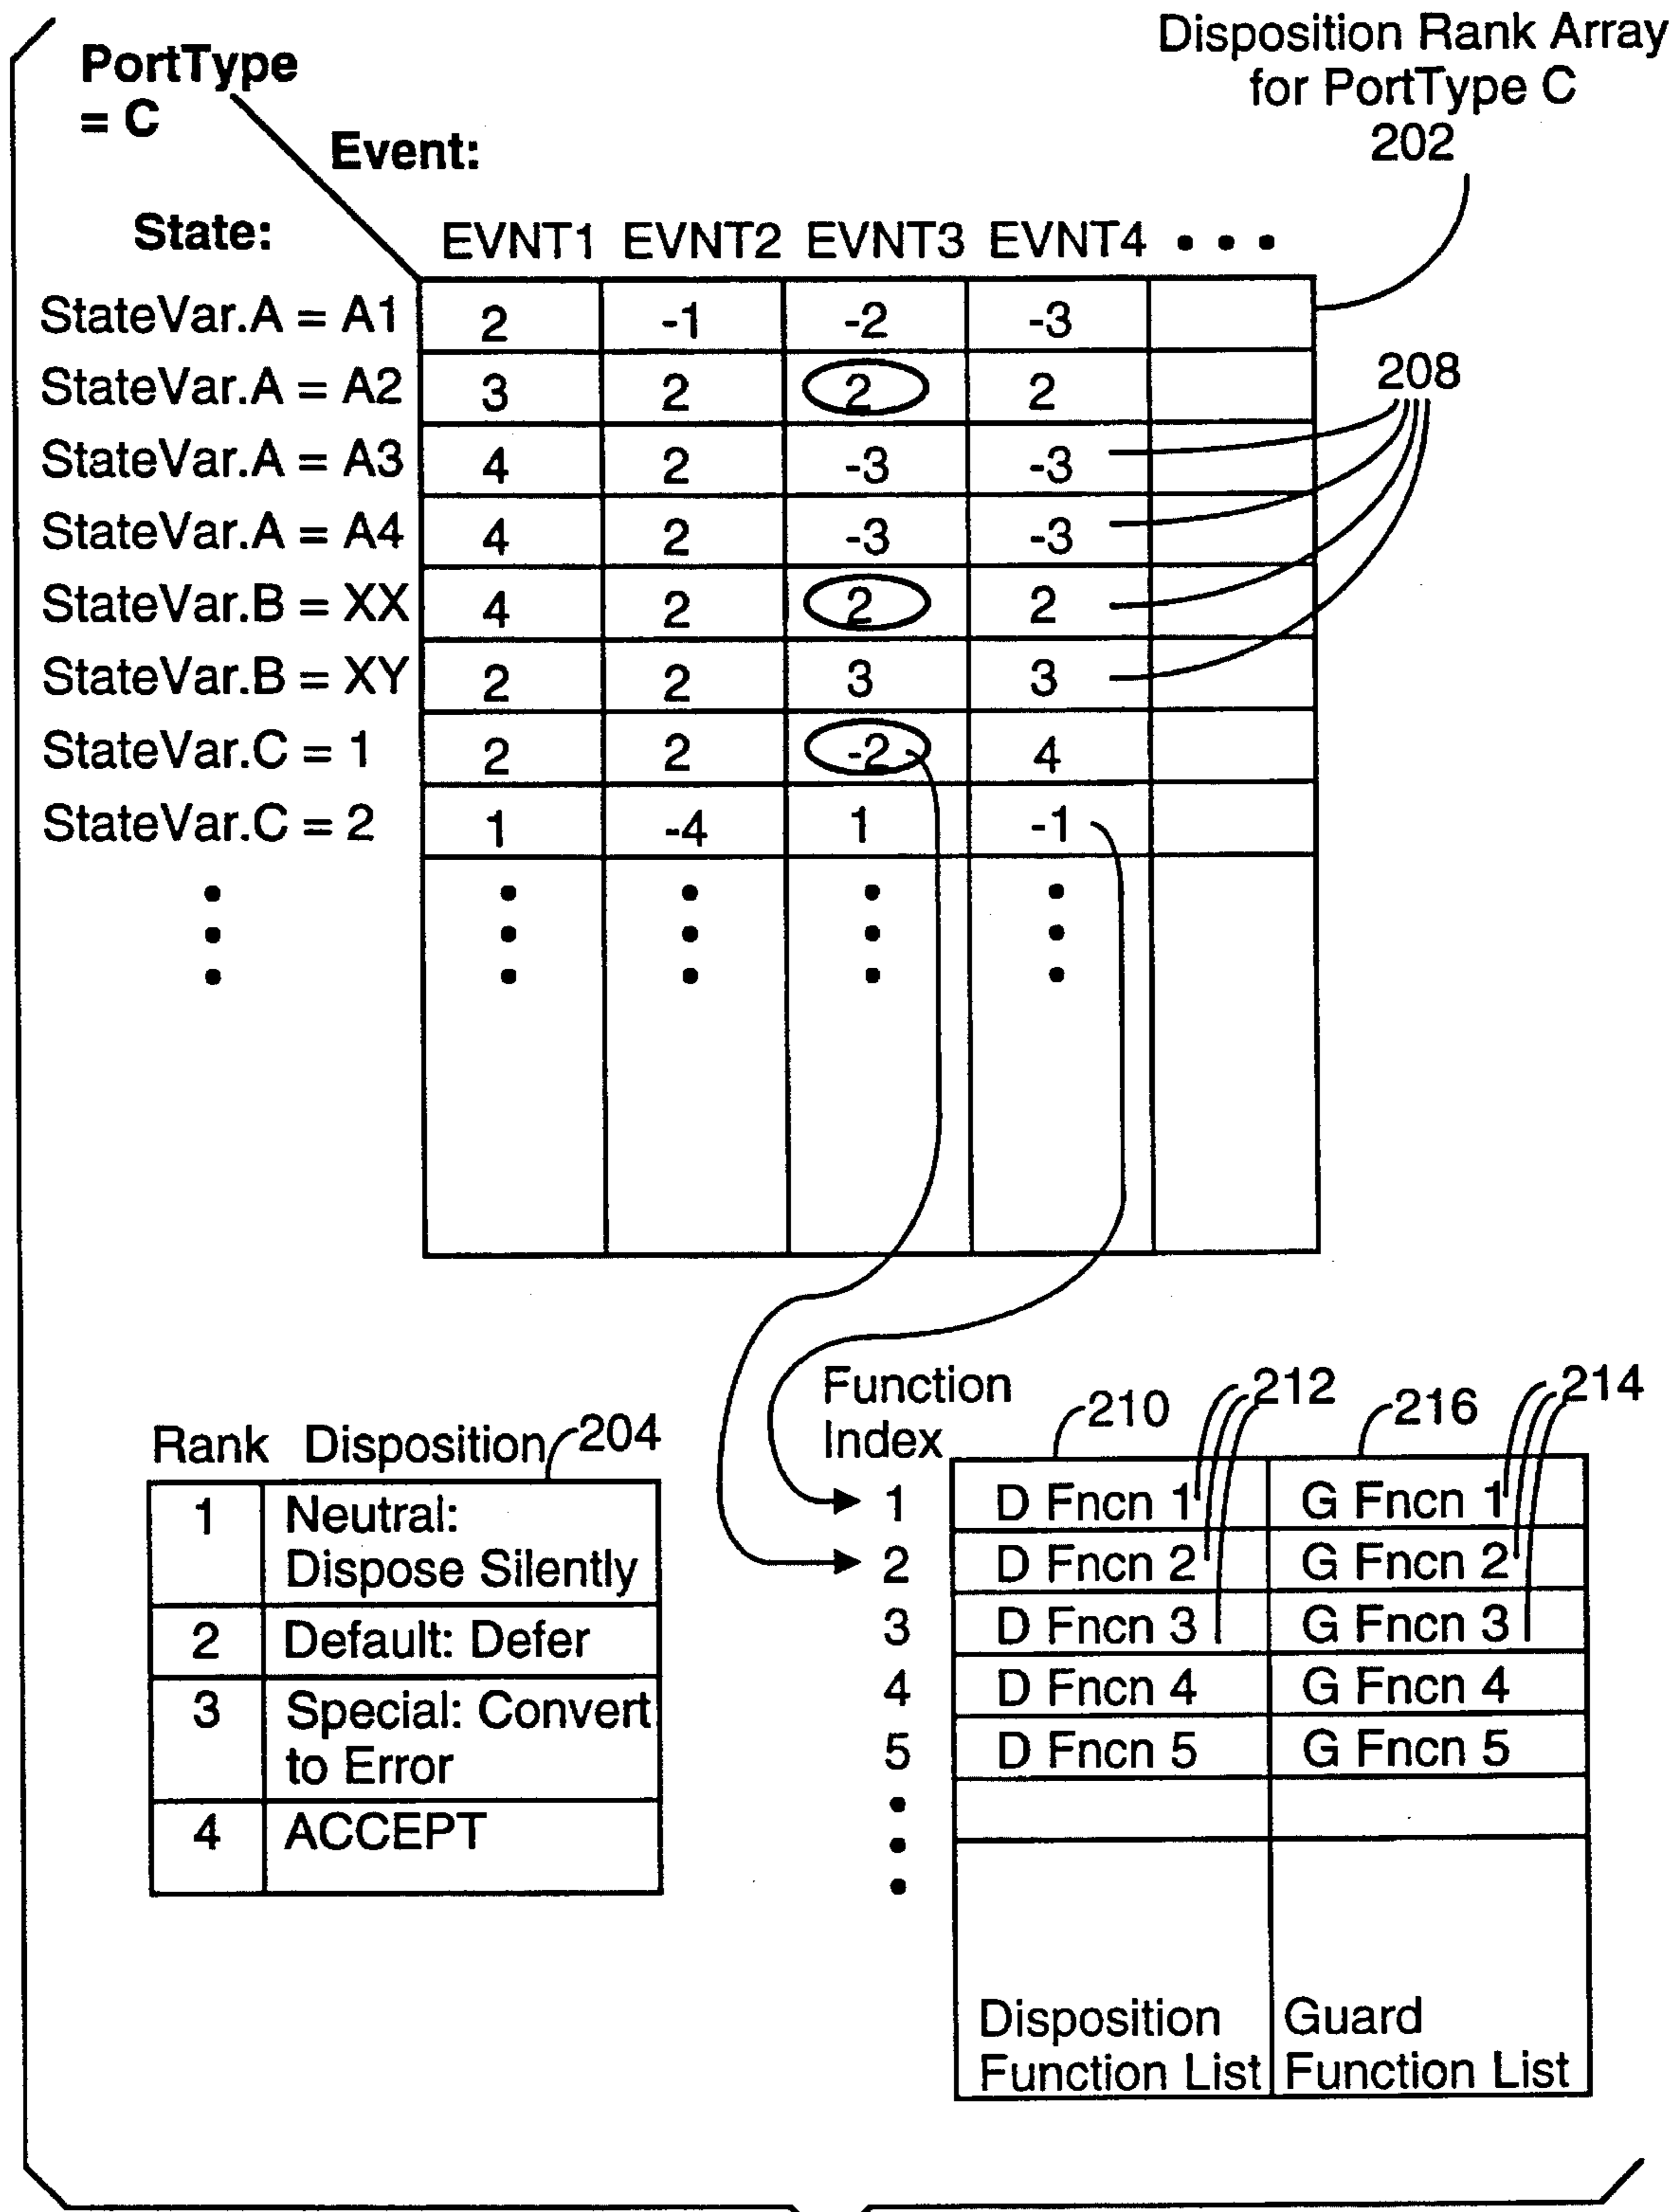 PortType
= C
Event:
State:
Disposition Rank Array
for PortType C
202
EVNT1 EVNT2 EVNT3 EVNT4 • • •
StateVar.A = A1 2 -1 -2 -3
StateVar.A = A2 3 2 2 2
208
StateVar.A = A3 4 2 -3 -3
StateVar.A = A4 4 2 -3 -3
StateVar.B = XX 4 2 2 2
StateVar.B = XY 2 2 3 3
StateVar.C = 1 2 2 -2 4
StateVar.C = 2 1 -4 1 -1
Rank Disposition 204
1 Neutral:
Dispose Silently
2 Default: Defer
3 Special: Convert
to Error
4 ACCEPT
Function
Index
210 212 216 214
1 D Fncn 1 G Fncn 1
2 D Fncn 2 G Fncn 2
3 D Fncn 3 G Fncn 3
4 D Fncn 4 G Fncn 4
5 D Fncn 5 G Fncn 5
Disposition
Function List
Guard
Function List